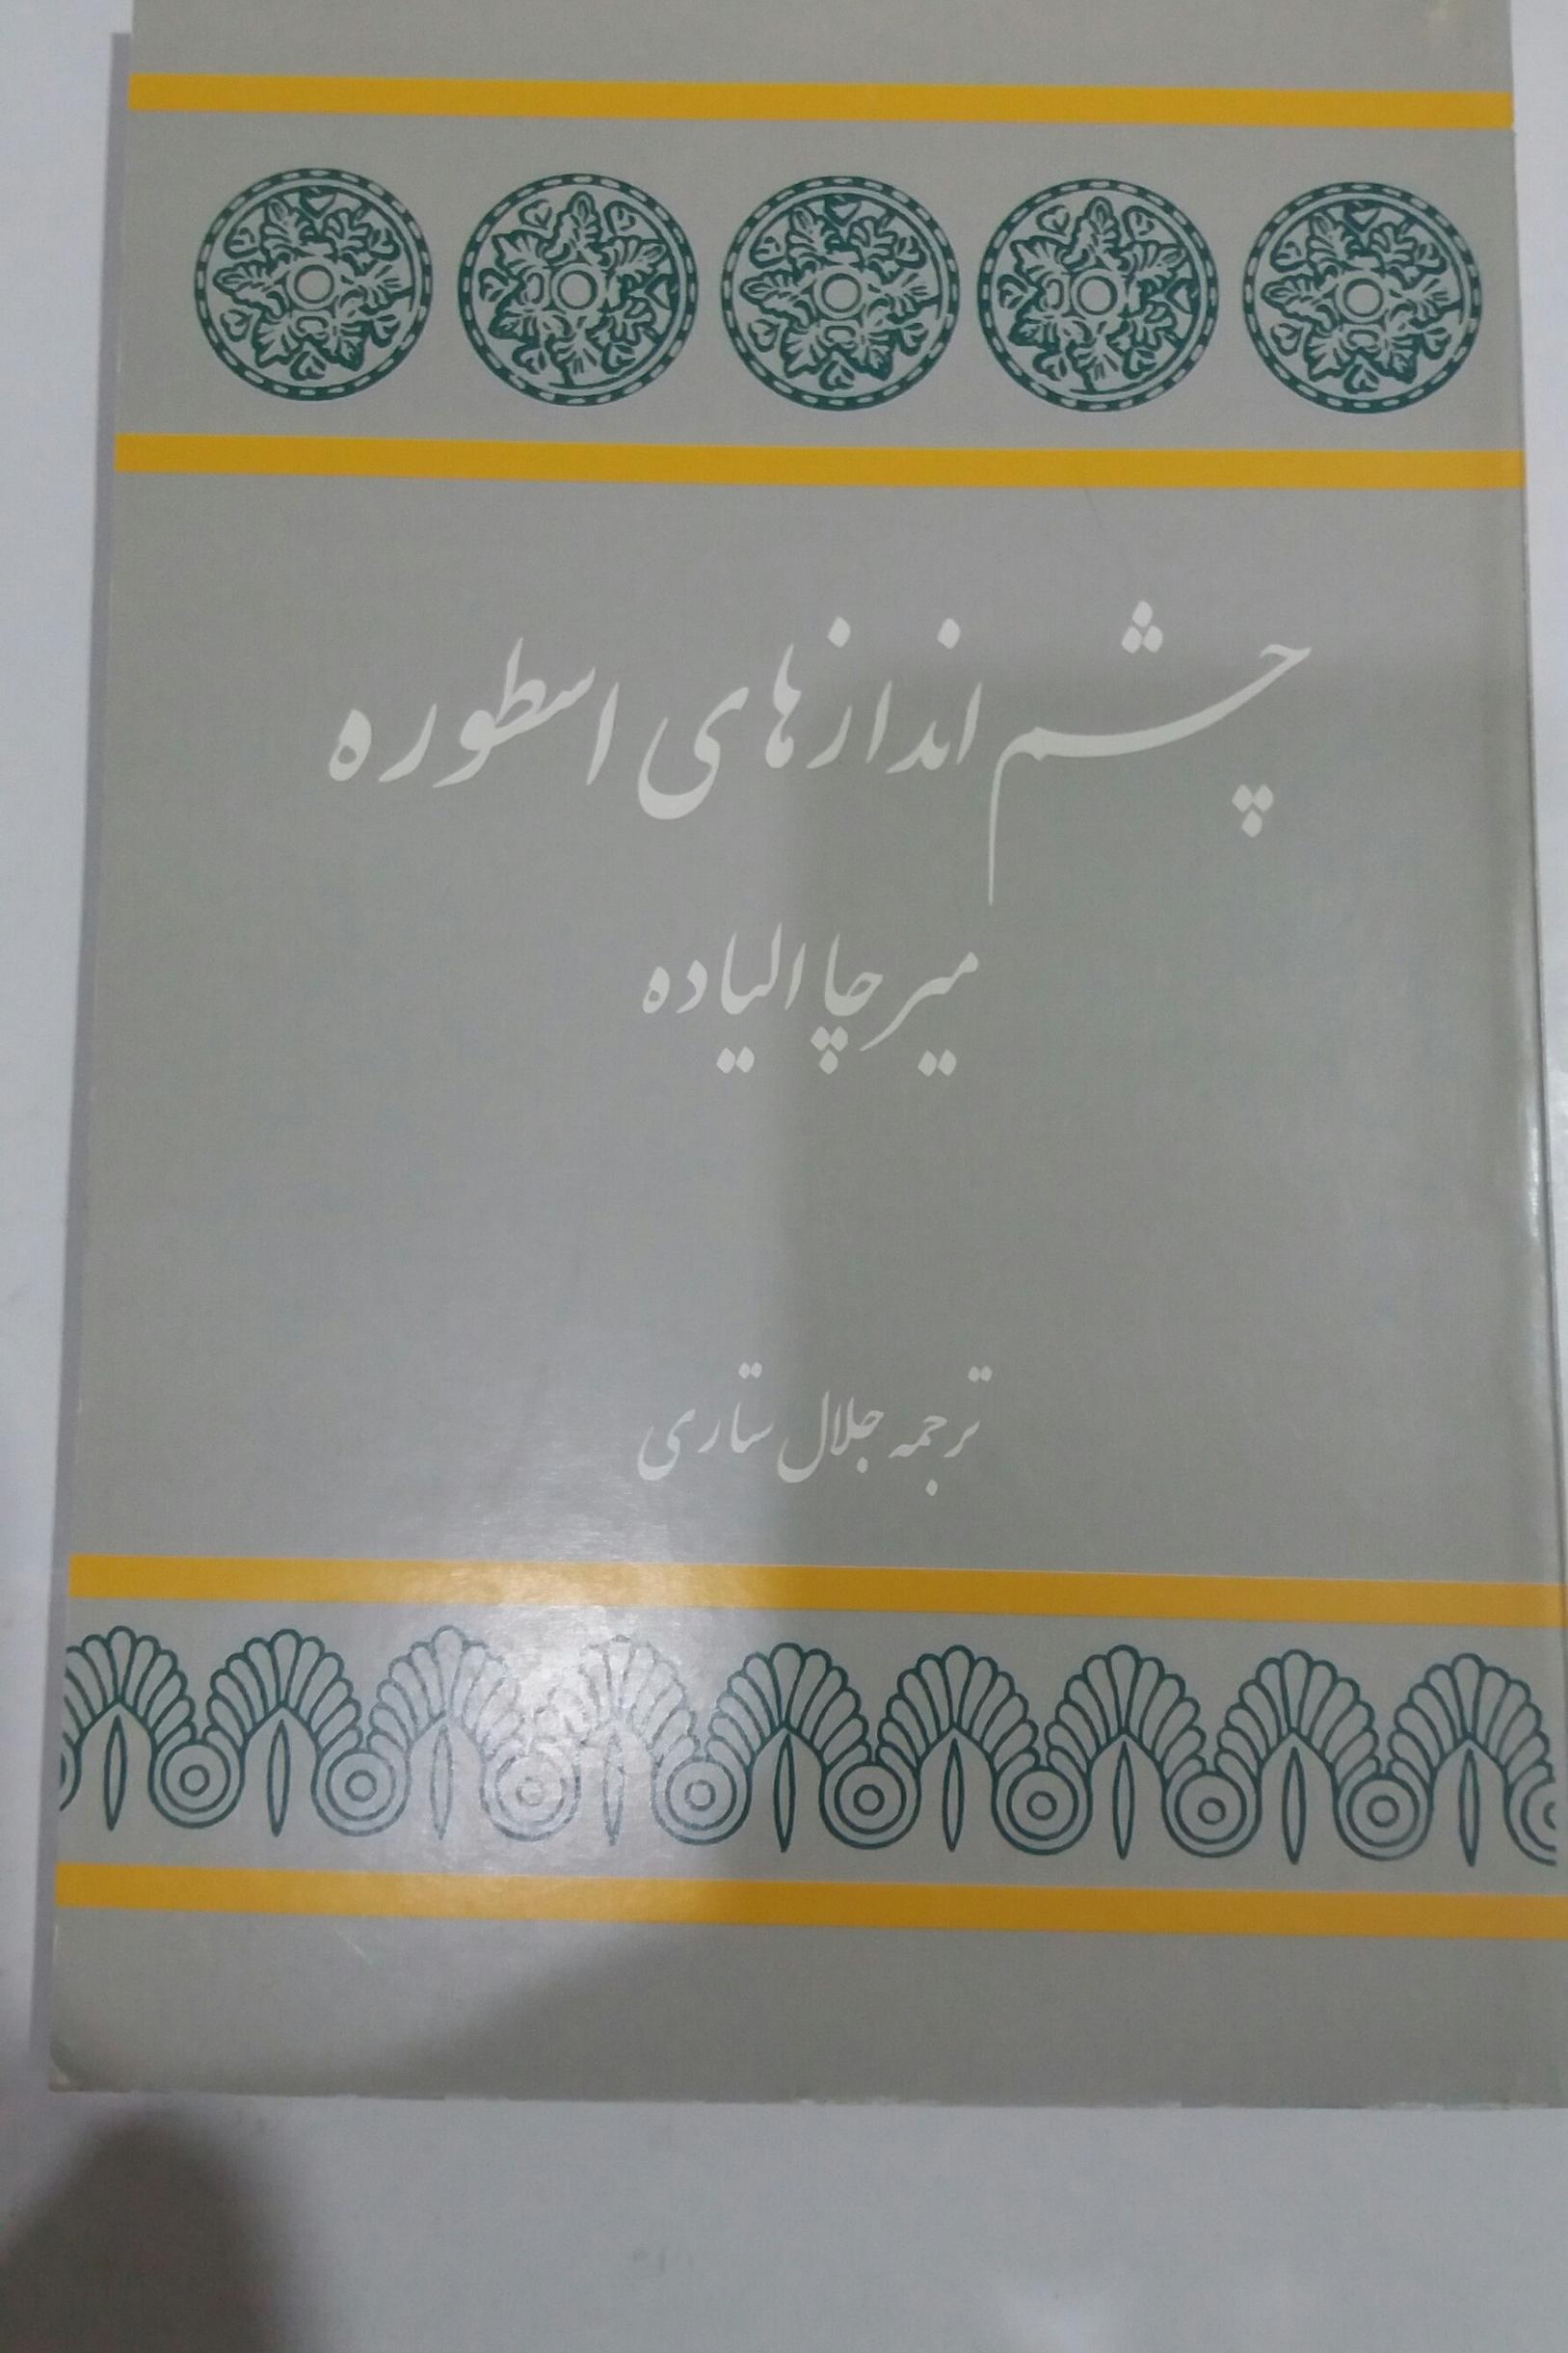 چشم اندازهای اسطوره
میرچا الیاده
ترجمه جلال ستاری